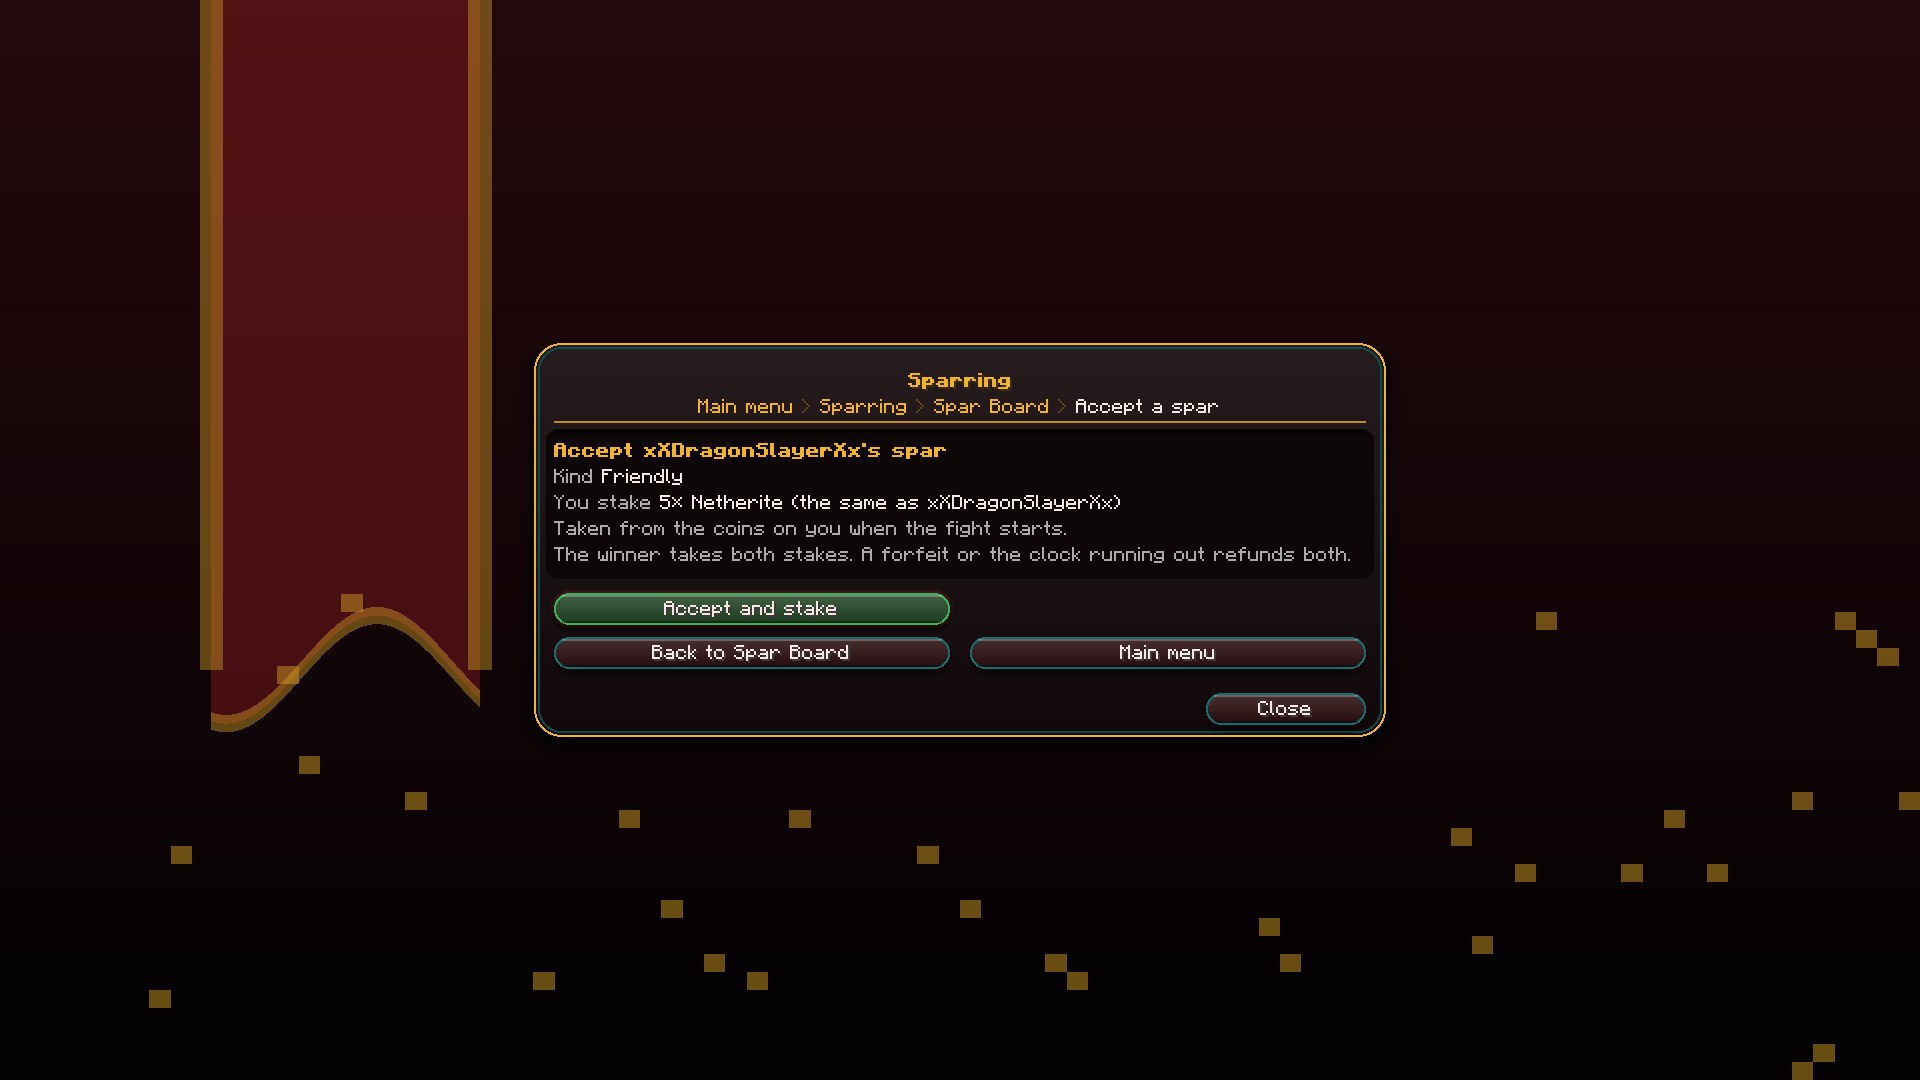 Sparring
Main menu > Sparring > Spar Board > Accept a spar
Accept xXDragonSlayerXx's spar
Kind Friendly
You stake 5× Netherite (the same as xXDragonSlayerXx)
Taken from the coins on you when the fight starts.
The winner takes both stakes. A forfeit or the clock running out refunds both.
Accept and stake
Back to Spar Board
Main menu
Close